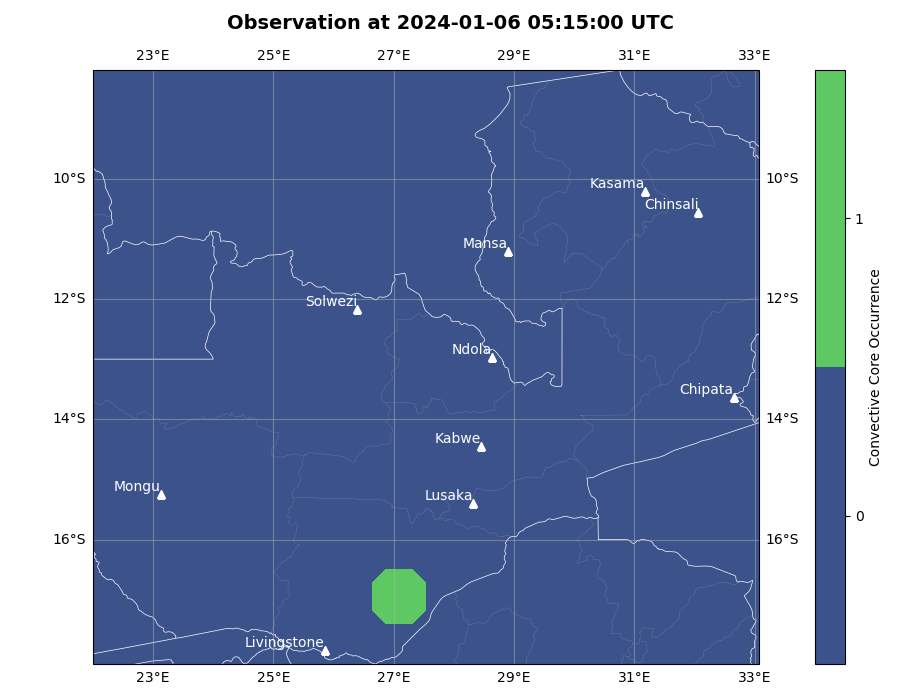 Observation at 2024-01-06 05:15:00 UTC
23°E 25°E 27°E 29°E 31°E 33°E
10°S 10°S
12°S 12°S
14°S 14°S
16°S 16°S
Kasama
Chinsali
Mansa
Solwezi
Ndola
Chipata
Kabwe
Mongu
Lusaka
Livingstone
23°E 25°E 27°E 29°E 31°E 33°E
1
0
Convective Core Occurrence